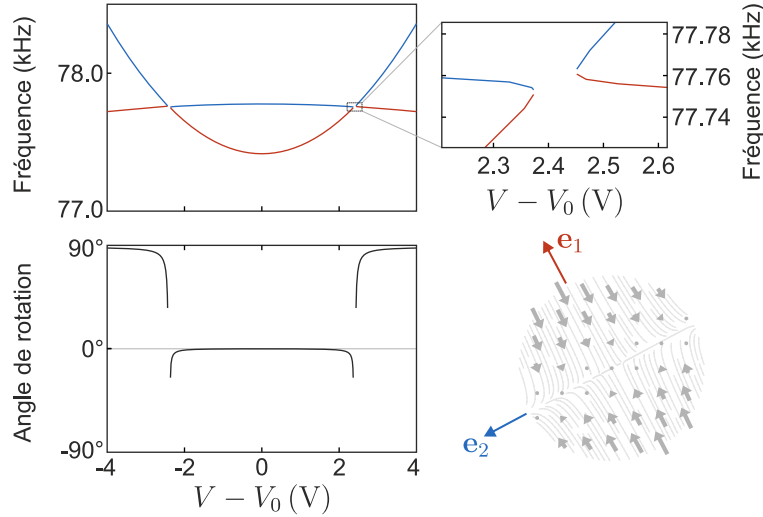 Fréquence (kHz)
78.0
77.0
77.78
77.76
77.74
Fréquence (kHz)
2.3 2.4 2.5 2.6
V − V₀ (V)
Angle de rotation
90°
0°
-90°
-4 -2 0 2 4
V − V₀ (V)
e₁
e₂